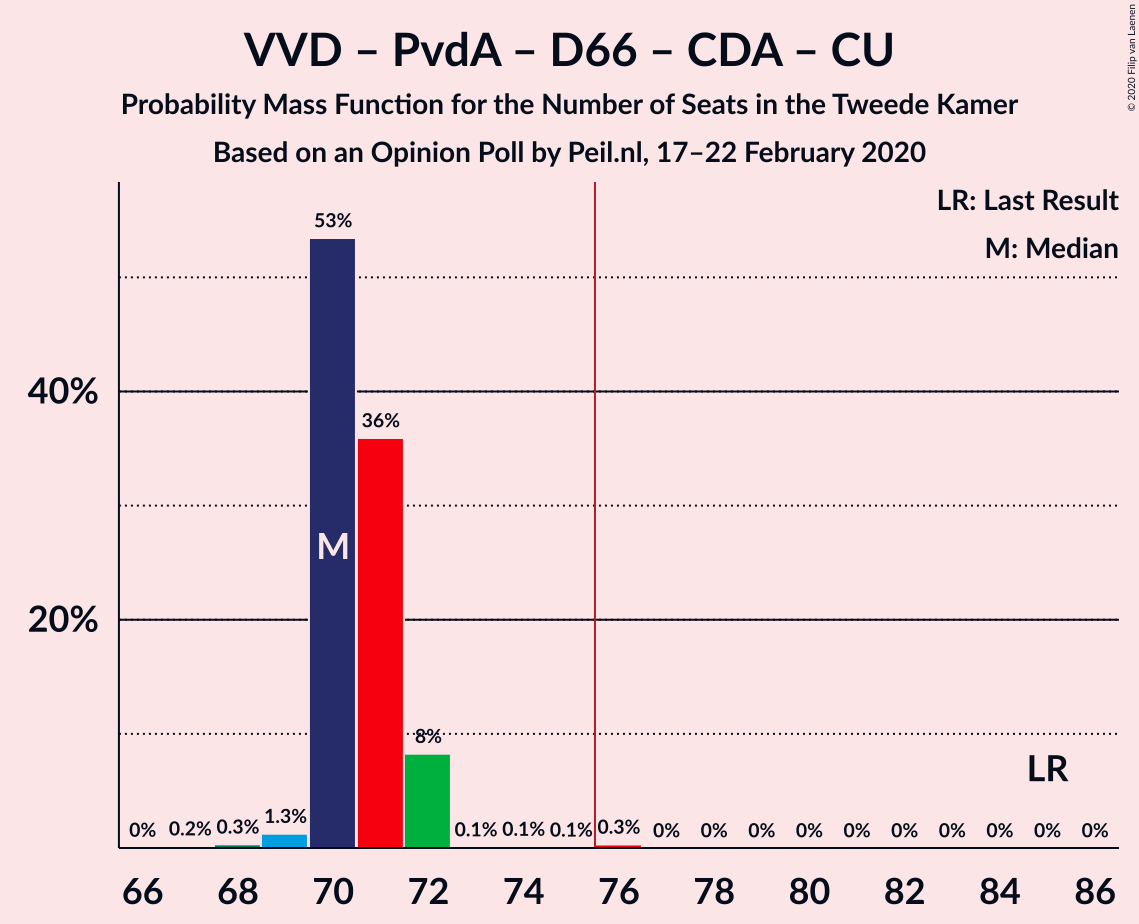 VVD – PvdA – D66 – CDA – CU
Probability Mass Function for the Number of Seats in the Tweede Kamer
Based on an Opinion Poll by Peil.nl, 17–22 February 2020
© 2020 Filip van Laenen
LR: Last Result
M: Median
53%
40%
36%
M
20%
8%
LR
0% 0.2% 0.3% 1.3% 0.1% 0.1% 0.1% 0.3% 0% 0% 0% 0% 0% 0% 0% 0% 0% 0%
66 68 70 72 74 76 78 80 82 84 86